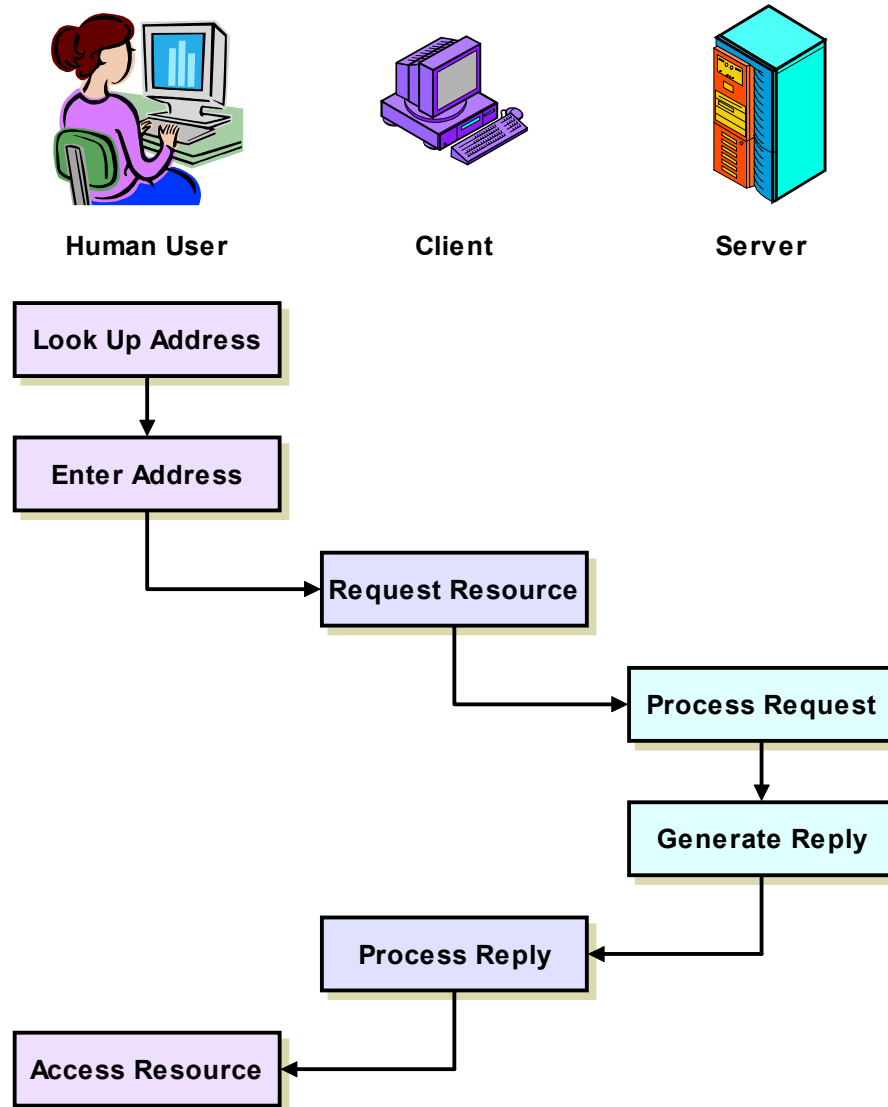 Human User
Client
Server
Look Up Address
Enter Address
Request Resource
Process Request
Generate Reply
Process Reply
Access Resource